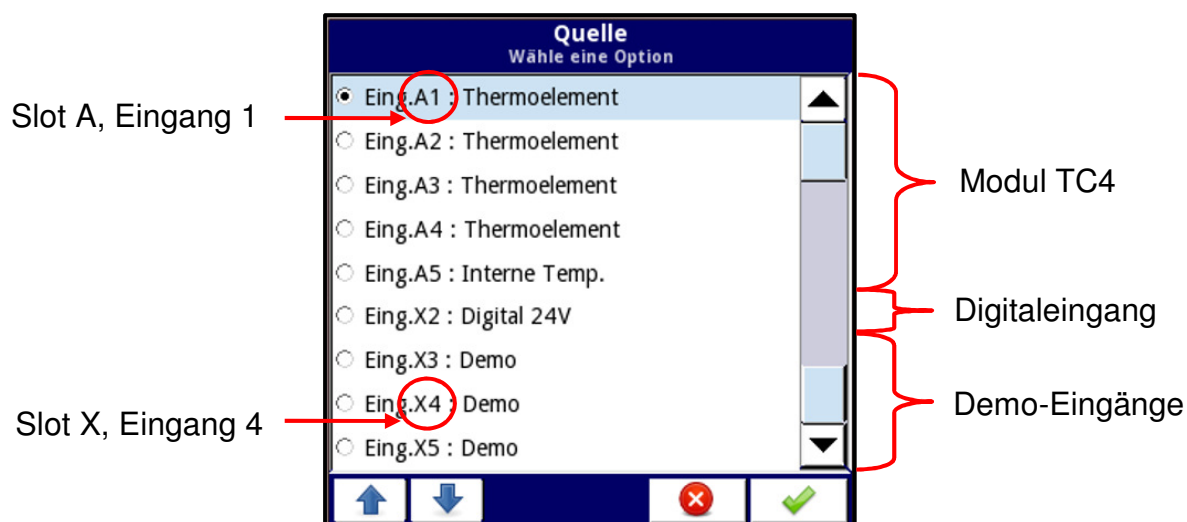 Quelle
Wähle eine Option
Eing.A1 : Thermoelement
Eing.A2 : Thermoelement
Eing.A3 : Thermoelement
Eing.A4 : Thermoelement
Eing.A5 : Interne Temp.
Eing.X2 : Digital 24V
Eing.X3 : Demo
Eing.X4 : Demo
Eing.X5 : Demo
Slot A, Eingang 1
Slot X, Eingang 4
Modul TC4
Digitaleingang
Demo-Eingänge